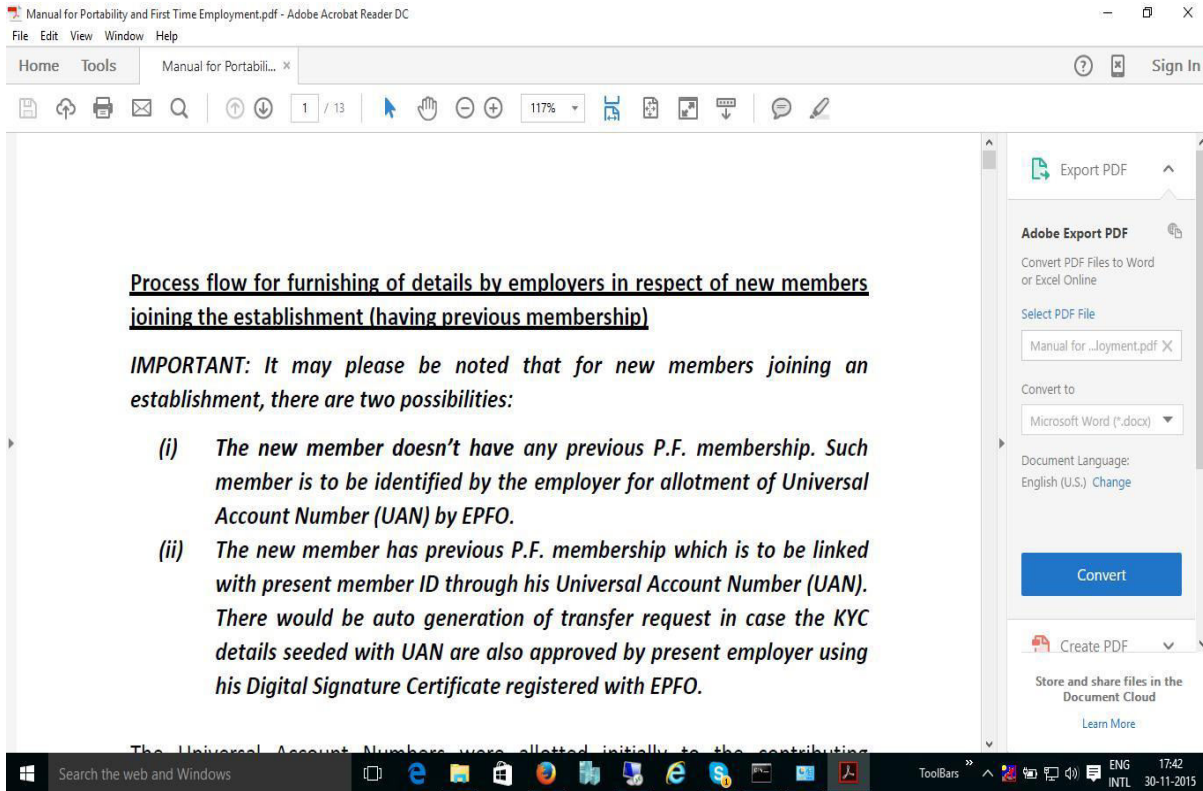 Manual for Portability and First Time Employment.pdf - Adobe Acrobat Reader DC
File Edit View Window Help
Home Tools Manual for Portabili... × Sign In
1 / 13 117%
Process flow for furnishing of details by employers in respect of new members
joining the establishment (having previous membership)
IMPORTANT: It may please be noted that for new members joining an
establishment, there are two possibilities:
(i) The new member doesn't have any previous P.F. membership. Such
member is to be identified by the employer for allotment of Universal
Account Number (UAN) by EPFO.
(ii) The new member has previous P.F. membership which is to be linked
with present member ID through his Universal Account Number (UAN).
There would be auto generation of transfer request in case the KYC
details seeded with UAN are also approved by present employer using
his Digital Signature Certificate registered with EPFO.
The Universal Account Numbers were allotted initially to the contributing
Export PDF
Adobe Export PDF
Convert PDF Files to Word
or Excel Online
Select PDF File
Manual for ...loyment.pdf X
Convert to
Microsoft Word (*.docx)
Document Language:
English (U.S.) Change
Convert
Create PDF
Store and share files in the
Document Cloud
Learn More
Search the web and Windows
ToolBars »
ENG
INTL
17:42
30-11-2015